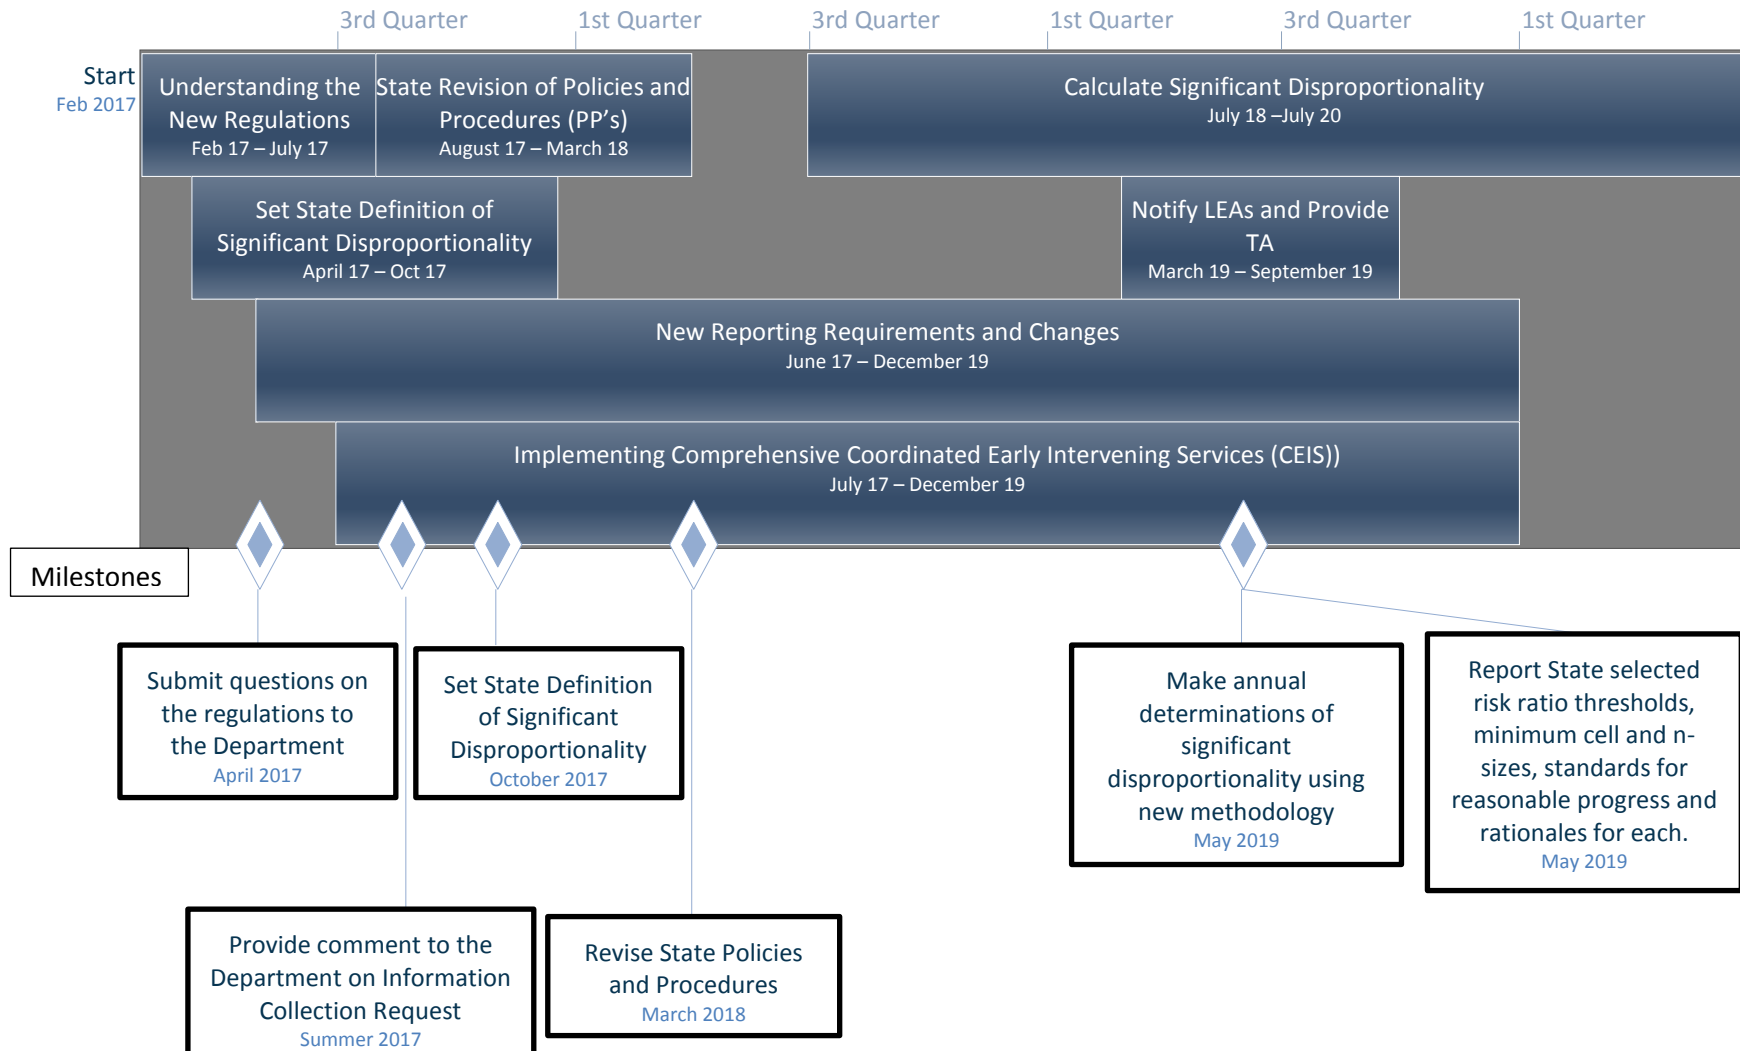 3rd Quarter
1st Quarter
3rd Quarter
1st Quarter
3rd Quarter
1st Quarter
Start
Feb 2017
Understanding the
New Regulations
Feb 17 – July 17
State Revision of Policies and
Procedures (PP’s)
August 17 – March 18
Calculate Significant Disproportionality
July 18 –July 20
Set State Definition of
Significant Disproportionality
April 17 – Oct 17
Notify LEAs and Provide
TA
March 19 – September 19
New Reporting Requirements and Changes
June 17 – December 19
Implementing Comprehensive Coordinated Early Intervening Services (CEIS))
July 17 – December 19
Milestones
Submit questions on
the regulations to
the Department
April 2017
Set State Definition
of Significant
Disproportionality
October 2017
Make annual
determinations of
significant
disproportionality using
new methodology
May 2019
Report State selected
risk ratio thresholds,
minimum cell and n-
sizes, standards for
reasonable progress and
rationales for each.
May 2019
Provide comment to the
Department on Information
Collection Request
Summer 2017
Revise State Policies
and Procedures
March 2018